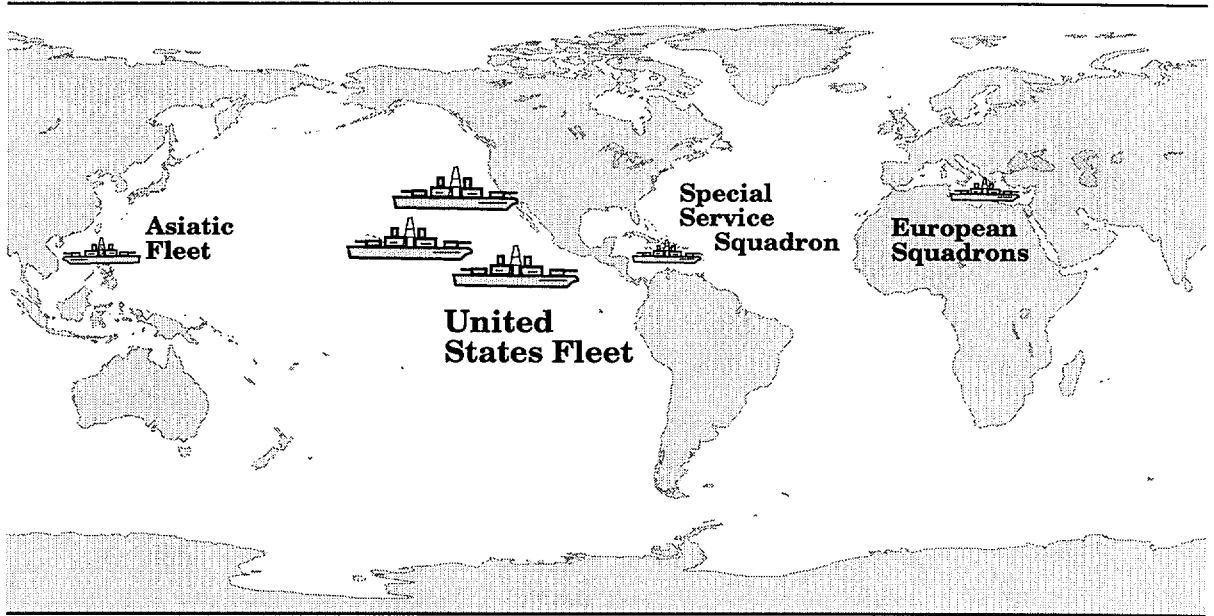 Asiatic
Fleet
United
States Fleet
Special
Service
Squadron
European
Squadrons